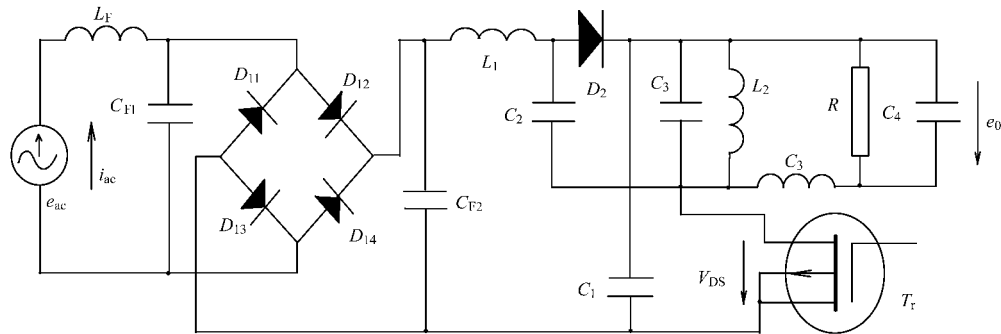 L_F
D_11
D_12
L_1
D_2
C_3
L_2
C_F1
C_2
R
C_4
e_0
i_ac
e_ac
C_3
D_13
D_14
C_F2
C_1
V_DS
T_r